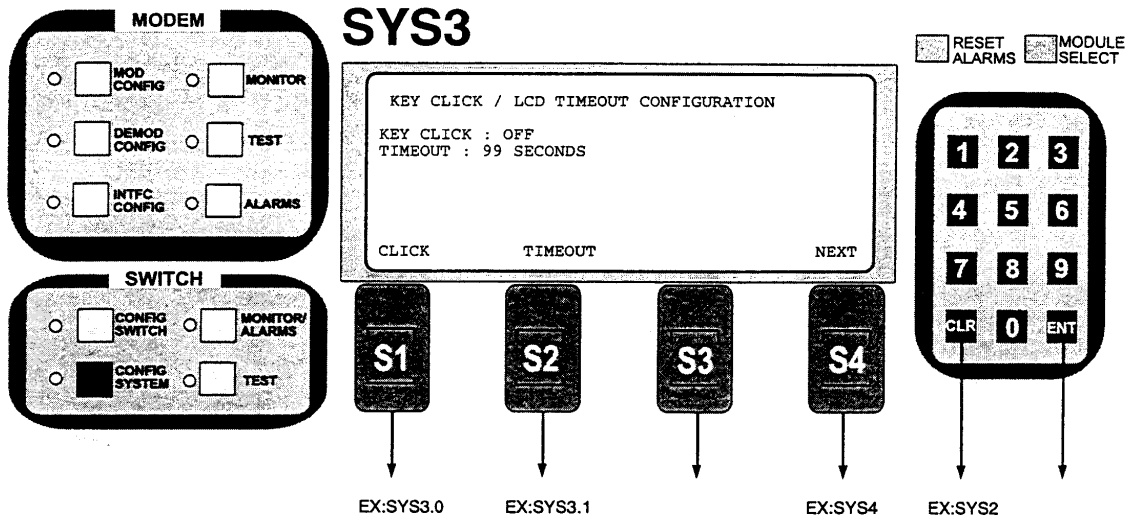 SYS3
MODEM
MOD CONFIG
MONITOR
DEMOD CONFIG
TEST
INTFC CONFIG
ALARMS
SWITCH
CONFIG SWITCH
MONITOR/ALARMS
CONFIG SYSTEM
TEST
KEY CLICK / LCD TIMEOUT CONFIGURATION
KEY CLICK : OFF
TIMEOUT : 99 SECONDS
CLICK TIMEOUT NEXT
S1 S2 S3 S4
RESET ALARMS
MODULE SELECT
1 2 3
4 5 6
7 8 9
CLR 0 ENT
EX:SYS3.0 EX:SYS3.1 EX:SYS4 EX:SYS2